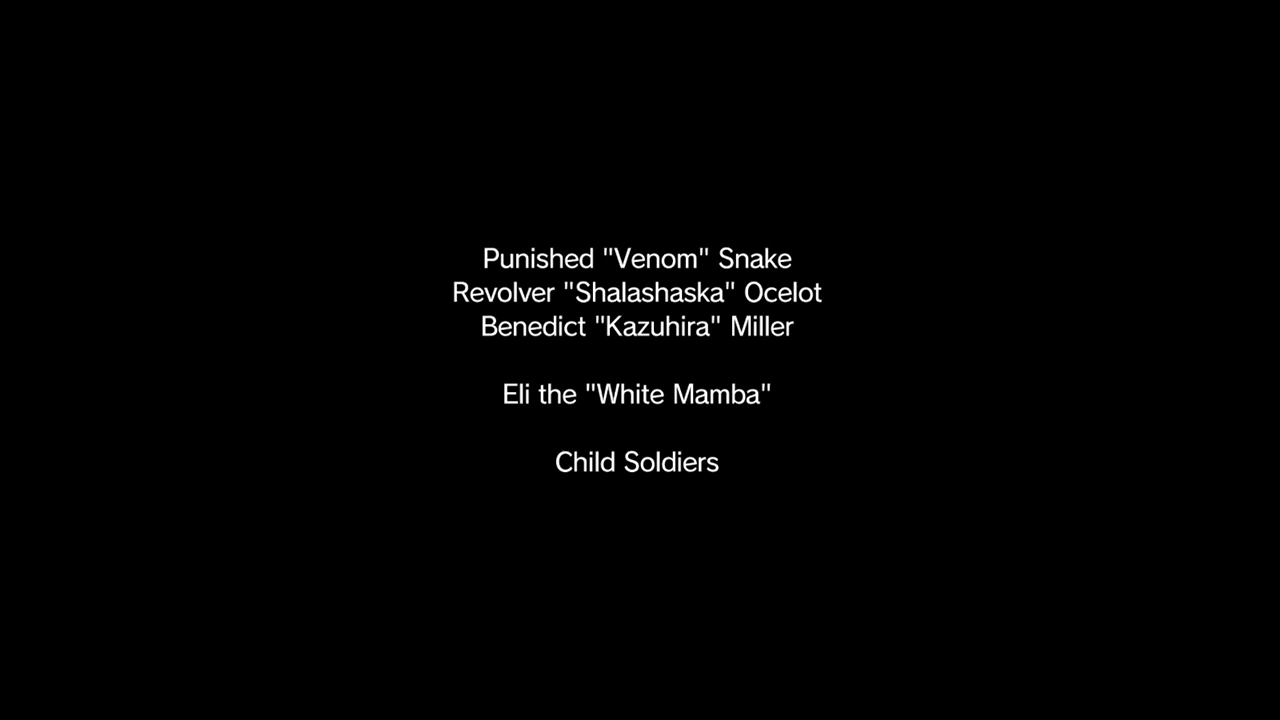 Punished "Venom" Snake
Revolver "Shalashaska" Ocelot
Benedict "Kazuhira" Miller
Eli the "White Mamba"
Child Soldiers